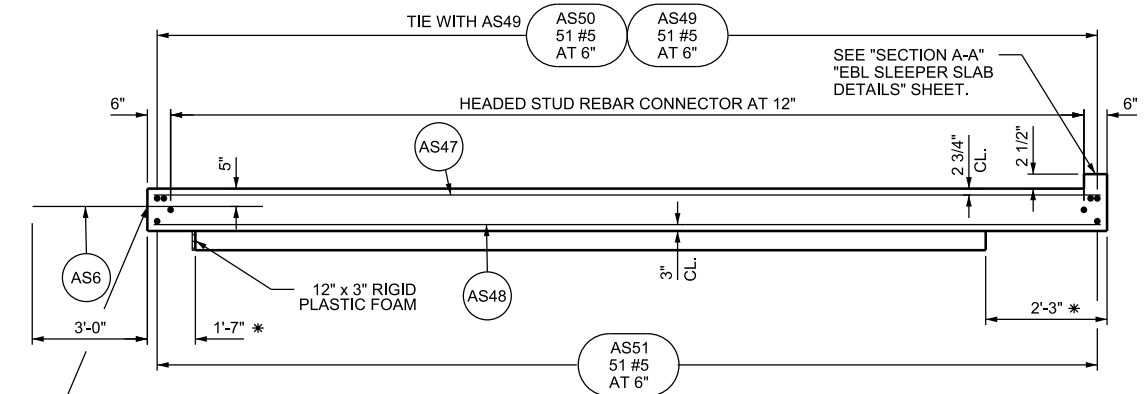 TIE WITH AS49
AS50
51 #5
AT 6"
AS49
51 #5
AT 6"
SEE "SECTION A-A"
"EBL SLEEPER SLAB
DETAILS" SHEET.
6"
HEADED STUD REBAR CONNECTOR AT 12"
6"
AS47
5"
2 3/4"
CL.
2 1/2"
AS6
12" x 3" RIGID
PLASTIC FOAM
AS48
3"
CL.
3'-0"
1'-7" *
2'-3" *
AS51
51 #5
AT 6"